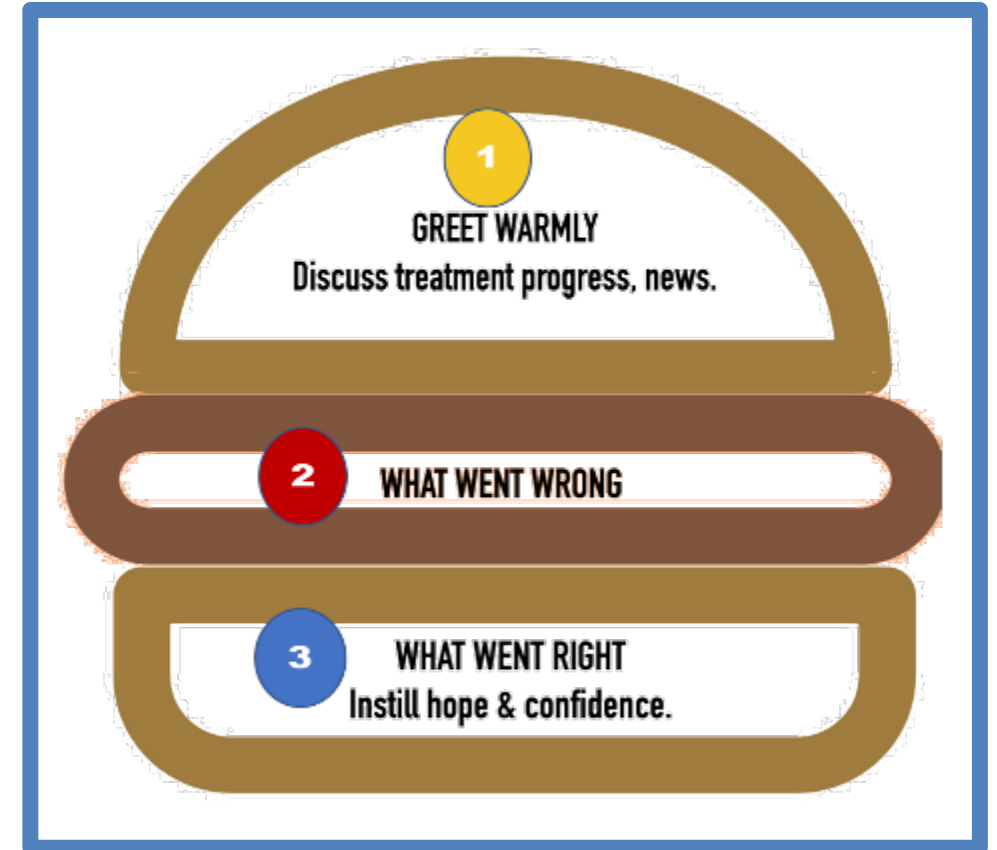 1
GREET WARMLY
Discuss treatment progress, news.
2 WHAT WENT WRONG
3 WHAT WENT RIGHT
Instill hope & confidence.